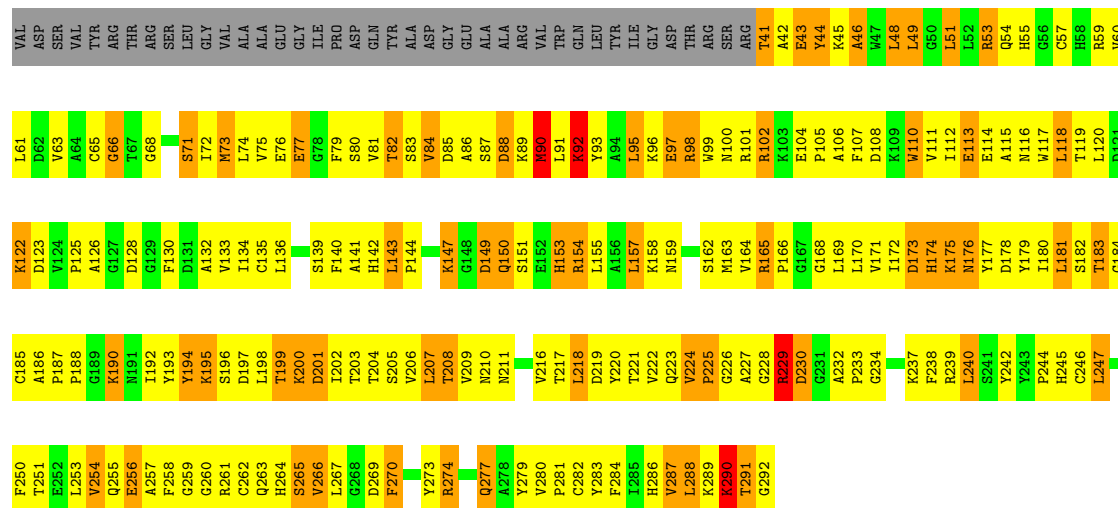 VAL ASP SER VAL TYR ARG THR ARG SER LEU GLY VAL ALA ALA GLU GLY ILE PRO ASP GLN TYR ALA ASP GLY GLU ALA ALA ARG VAL TRP GLN LEU TYR ILE GLY ASP THR ARG SER ARG T41 A42 E43 Y44 K45 A46 W47 L48 L49 G50 L51 L52 R53 Q54 H55 G56 C57 H58 R59 V60
L61 D62 V63 A64 C65 G66 T67 G68 S71 I72 M73 L74 V75 E76 E77 G78 F79 S80 V81 T82 S83 V84 D85 A86 S87 D88 K89 M90 L91 K92 Y93 A94 L95 K96 E97 R98 W99 N100 R101 R102 K103 E104 P105 A106 F107 D108 K109 W110 V111 I112 E113 E114 A115 N116 W117 L118 T119 L120 D121
K122 D123 V124 P125 A126 G127 D128 G129 F130 D131 A132 V133 I134 C135 L136 S139 F140 A141 H142 L143 P144 K147 G148 D149 Q150 S151 E152 H153 R154 L155 A156 L157 K158 N159 S162 M163 V164 R165 P166 G167 G168 L169 L170 V171 I172 D173 H174 K175 N176 Y177 D178 Y179 I180 L181 S182 T183
C185 A186 P187 P188 G189 K190 N191 I192 Y193 Y194 K195 S196 D197 L198 T199 K200 D201 I202 T203 T204 S205 V206 L207 T208 V209 N210 N211 V216 T217 L218 D219 Y220 T221 V222 Q223 V224 P225 G226 A227 G228 R229 D230 G231 A232 P233 G234 K237 F238 R239 L240 S241 Y242 Y243 P244 H245 C246 L247
F250 T251 E252 L253 V254 Q255 E256 A257 F258 G259 G260 R261 C262 Q263 H264 S265 V266 L267 G268 D269 F270 Y273 R274 Q277 A278 Y279 V280 P281 C282 Y283 F284 I285 H286 V287 L288 K289 K290 T291 G292